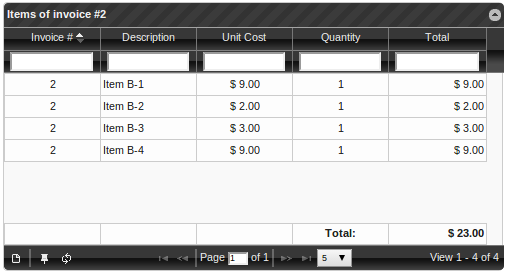 Items of invoice #2
Invoice # Description Unit Cost Quantity Total
2 Item B-1 $ 9.00 1 $ 9.00
2 Item B-2 $ 2.00 1 $ 2.00
2 Item B-3 $ 3.00 1 $ 3.00
2 Item B-4 $ 9.00 1 $ 9.00
Total: $ 23.00
Page 1 of 1 5 View 1 - 4 of 4